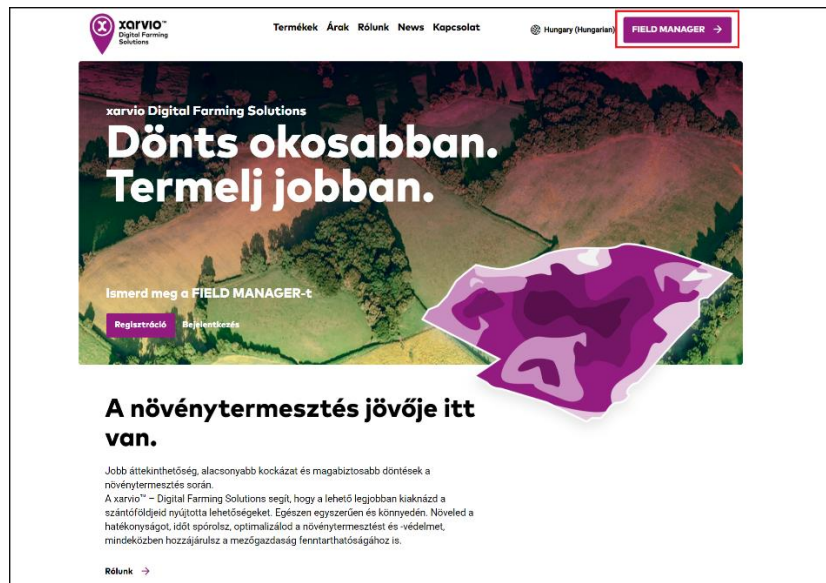 xarvio™
Digital Farming
Solutions
Termékek Árak Rólunk News Kapcsolat
Hungary (Hungarian)
FIELD MANAGER →
xarvio Digital Farming Solutions
Dönts okosabban.
Termelj jobban.
Ismerd meg a FIELD MANAGER-t
Regisztráció Bejelentkezés
A növénytermesztés jövője itt
van.
Jobb áttekinthetőség, alacsonyabb kockázat és magabiztosabb döntések a
növénytermesztés során.
A xarvio™ – Digital Farming Solutions segít, hogy a lehető legjobban kiaknázd a
szántóföldjeid nyújtotta lehetőségeket. Egészen egyszerűen és könnyedén. Növeled a
hatékonyságot, időt spórolsz, optimalizálod a növénytermesztést és -védelmet,
mindeközben hozzájárulsz a mezőgazdaság fenntarthatóságához is.
Rólunk →